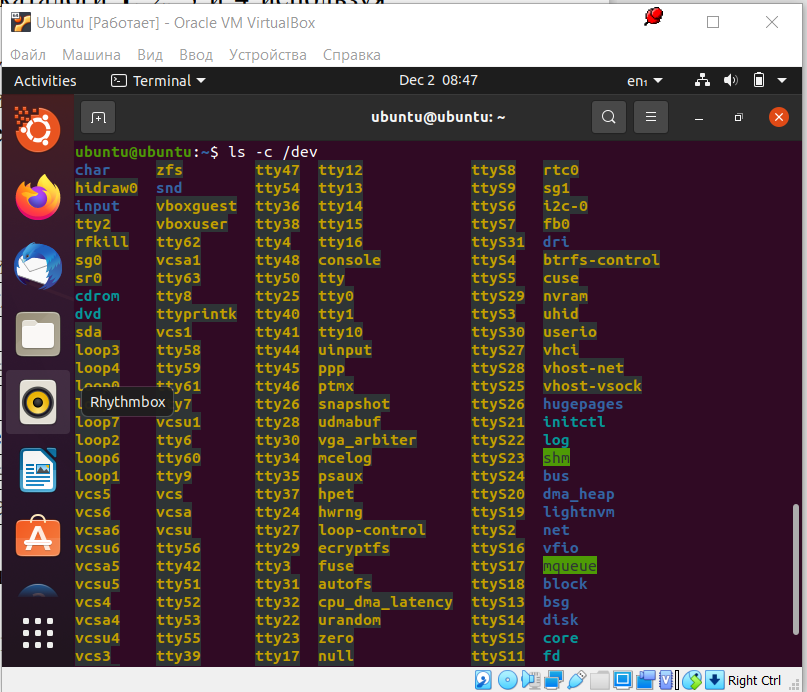 Ubuntu [Работает] - Oracle VM VirtualBox
Файл Машина Вид Ввод Устройства Справка
Activities Terminal Dec 2 08:47 en₁
ubuntu@ubuntu: ~
ubuntu@ubuntu:~$ ls -c /dev
char zfs tty47 tty12 ttyS8 rtc0
hidraw0 snd tty54 tty13 ttyS9 sg1
input vboxguest tty36 tty14 ttyS6 i2c-0
tty2 vboxuser tty38 tty15 ttyS7 fb0
rfkill tty62 tty4 tty16 ttyS31 dri
sg0 vcsa1 tty48 console ttyS4 btrfs-control
sr0 tty63 tty50 tty ttyS5 cuse
cdrom tty8 tty25 tty0 ttyS29 nvram
dvd ttyprintk tty40 tty1 ttyS3 uhid
sda vcs1 tty41 tty10 ttyS30 userio
loop3 tty58 tty44 uinput ttyS27 vhci
loop4 tty59 tty45 ppp ttyS28 vhost-net
loop0 tty61 tty46 ptmx ttyS25 vhost-vsock
Rhythmbox tty26 snapshot ttyS26 hugepages
loop7 vcsu1 tty28 udmabuf ttyS21 initctl
loop2 tty6 tty30 vga_arbiter ttyS22 log
loop6 tty60 tty34 mcelog ttyS23 shm
loop1 tty9 tty35 psaux ttyS24 bus
vcs5 vcs tty37 hpet ttyS20 dma_heap
vcs6 vcsa tty24 hwrng ttyS19 lightnvm
vcsa6 vcsu tty27 loop-control ttyS2 net
vcsu6 tty56 tty29 ecryptfs ttyS16 vfio
vcsa5 tty42 tty3 fuse ttyS17 mqueue
vcsu5 tty51 tty31 autofs ttyS18 block
vcs4 tty52 tty32 cpu_dma_latency ttyS13 bsg
vcsa4 tty53 tty22 urandom ttyS14 disk
vcsu4 tty55 tty23 zero ttyS15 core
vcs3 tty39 tty17 null ttyS11 fd
Right Ctrl